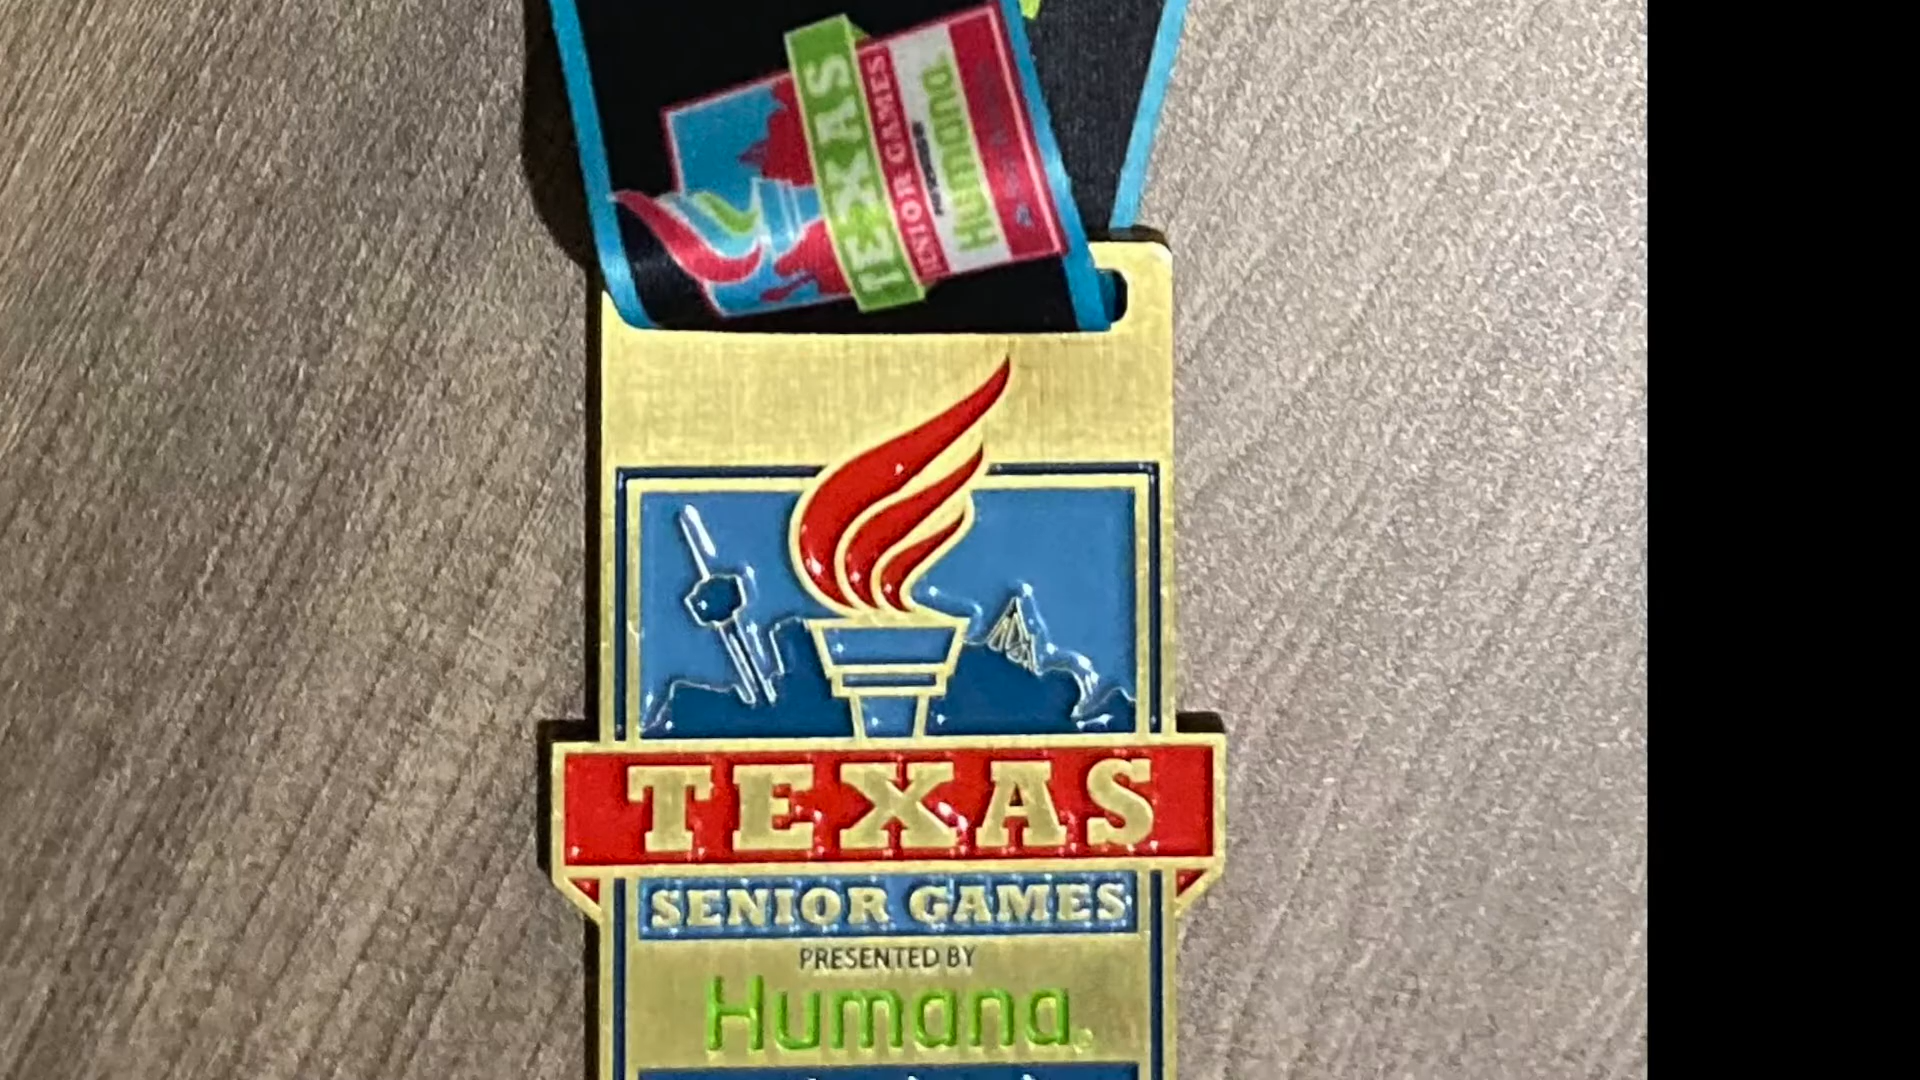 TEXAS
SENIOR GAMES
Humana
TEXAS
SENIOR GAMES
PRESENTED BY
Humana